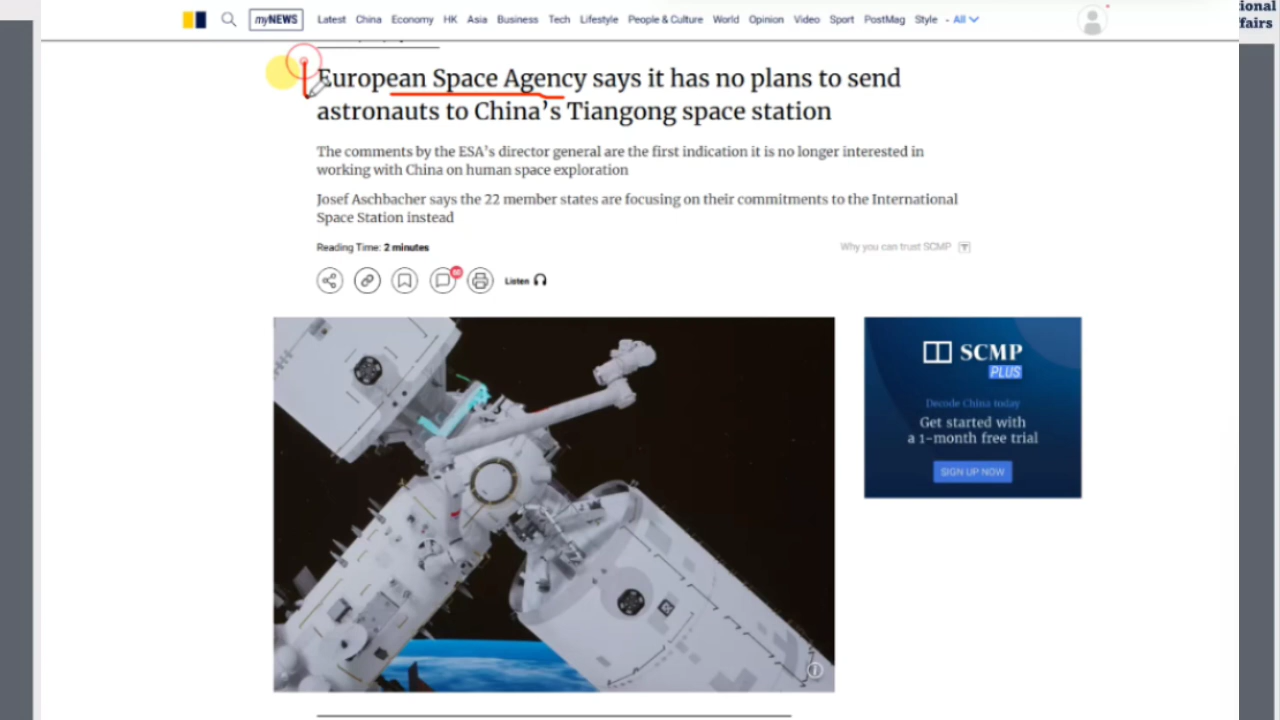 ional
ffairs
myNEWS Latest China Economy HK Asia Business Tech Lifestyle People & Culture World Opinion Video Sport PostMag Style - All
European Space Agency says it has no plans to send
astronauts to China's Tiangong space station
The comments by the ESA's director general are the first indication it is no longer interested in
working with China on human space exploration
Josef Aschbacher says the 22 member states are focusing on their commitments to the International
Space Station instead
Reading Time: 2 minutes
Why you can trust SCMP
Listen
SCMP
PLUS
Decode China today
Get started with
a 1-month free trial
SIGN UP NOW